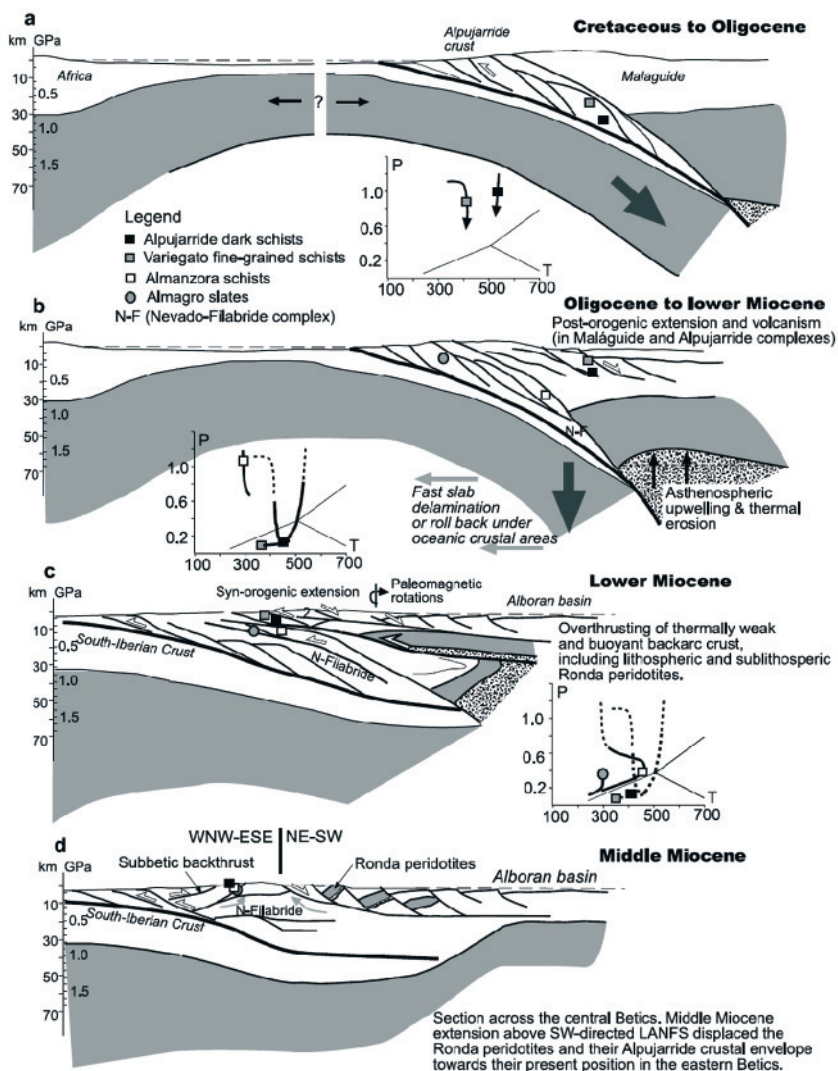 a
Cretaceous to Oligocene
km GPa
Alpujarride
crust
Africa
Malaguide
10
0.5
30
1.0
50
1.5
70
?
P
1.0
0.8
0.4
0.2
T
100 300 500 700
Legend
Alpujarride dark schists
Variegato fine-grained schists
Almanzora schists
Almagro slates
N-F (Nevado-Filabride complex)
b
Oligocene to lower Miocene
Post-orogenic extension and volcanism
(in Maláguide and Alpujarride complexes)
km GPa
10
0.5
30
1.0
50
1.5
70
N-F
P
1.0
0.6
0.2
T
100 300 500 700
Fast slab
delamination
or roll back under
oceanic crustal areas
Asthenospheric
upwelling & thermal
erosion
c
Lower Miocene
km GPa
Syn-orogenic extension
Paleomagnetic
rotations
Alboran basin
?
10
0.5
30
1.0
50
1.5
70
South-Iberian Crust
N-Filabride
Overthrusting of thermally weak
and buoyant backarc crust,
including lithospheric and sublithosperic
Ronda peridotites.
P
1.0
0.6
0.2
T
100 300 500 700
d
WNW-ESE NE-SW
Middle Miocene
km GPa
Subbetic backthrust
Ronda peridotites
Alboran basin
10
0.5
30
1.0
50
1.5
70
South-Iberian Crust
N-Filabride
Section across the central Betics. Middle Miocene
extension above SW-directed LANFS displaced the
Ronda peridotites and their Alpujarride crustal envelope
towards their present position in the eastern Betics.